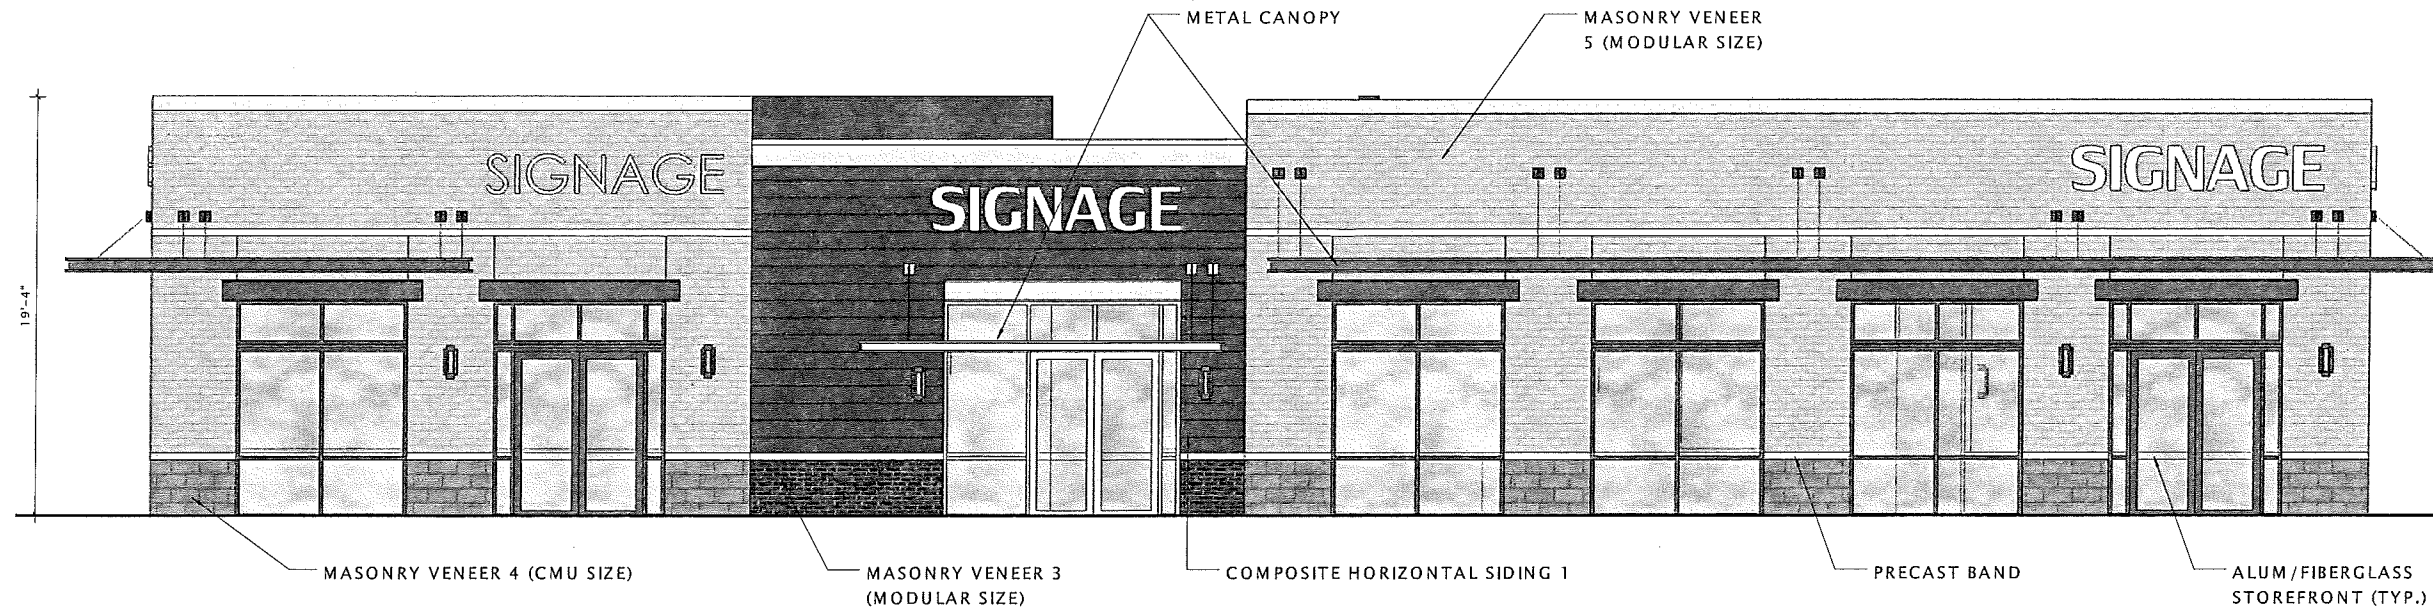 METAL CANOPY
MASONRY VENEER
5 (MODULAR SIZE)
SIGNAGE
SIGNAGE
SIGNAGE
19'-4"
MASONRY VENEER 4 (CMU SIZE)
MASONRY VENEER 3
(MODULAR SIZE)
COMPOSITE HORIZONTAL SIDING 1
PRECAST BAND
ALUM/FIBERGLASS
STOREFRONT (TYP.)